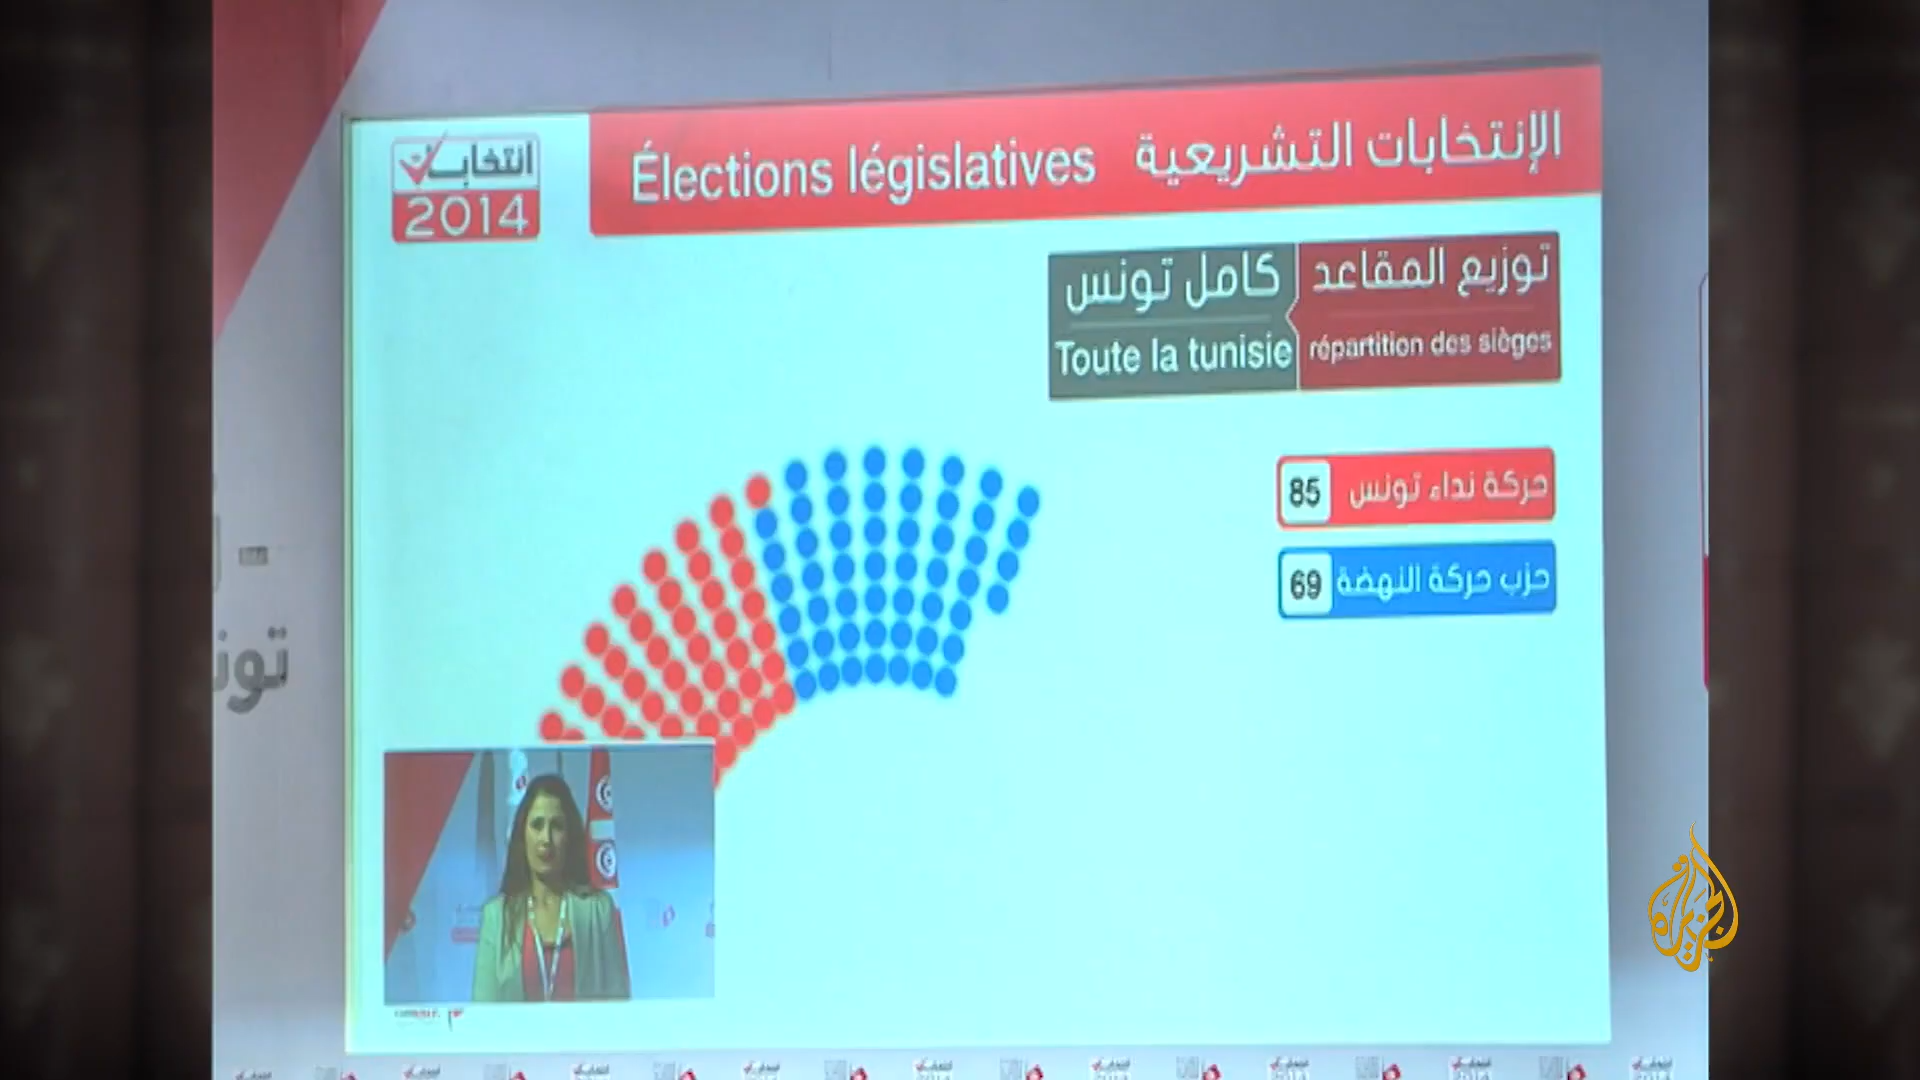 انتخابات
2014
Élections législatives الإنتخابات التشريعية
توزيع المقاعد
répartition des sièges
كامل تونس
Toute la tunisie
حركة نداء تونس 85
حزب حركة النهضة 69
الجزيرة